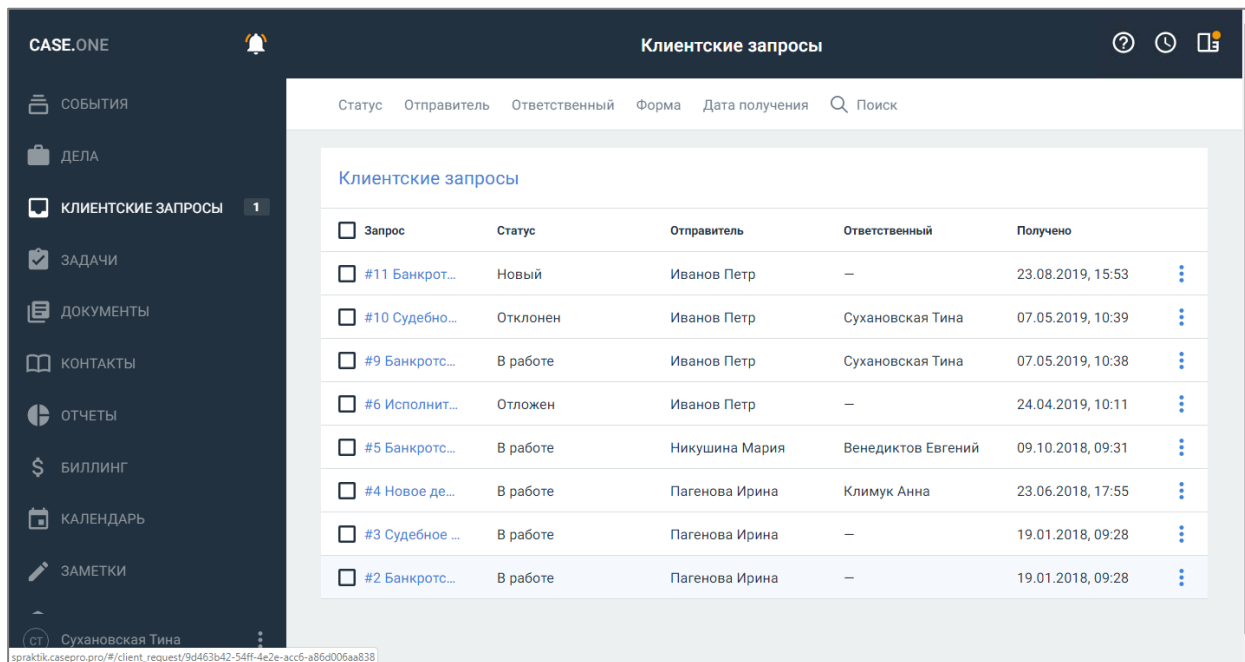 CASE.ONE
Клиентские запросы
СОБЫТИЯ
ДЕЛА
КЛИЕНТСКИЕ ЗАПРОСЫ 1
ЗАДАЧИ
ДОКУМЕНТЫ
КОНТАКТЫ
ОТЧЕТЫ
БИЛЛИНГ
КАЛЕНДАРЬ
ЗАМЕТКИ
СТ Сухановская Тина
Статус Отправитель Ответственный Форма Дата получения Поиск
Клиентские запросы
Запрос Статус Отправитель Ответственный Получено
#11 Банкрот... Новый Иванов Петр — 23.08.2019, 15:53
#10 Судебно... Отклонен Иванов Петр Сухановская Тина 07.05.2019, 10:39
#9 Банкротс... В работе Иванов Петр Сухановская Тина 07.05.2019, 10:38
#6 Исполнит... Отложен Иванов Петр — 24.04.2019, 10:11
#5 Банкротс... В работе Никушина Мария Венедиктов Евгений 09.10.2018, 09:31
#4 Новое де... В работе Пагенова Ирина Климук Анна 23.06.2018, 17:55
#3 Судебное ... В работе Пагенова Ирина — 19.01.2018, 09:28
#2 Банкротс... В работе Пагенова Ирина — 19.01.2018, 09:28
spraktik.casepro.pro/#/client_request/9d463b42-54ff-4e2e-acc6-a86d006aa838